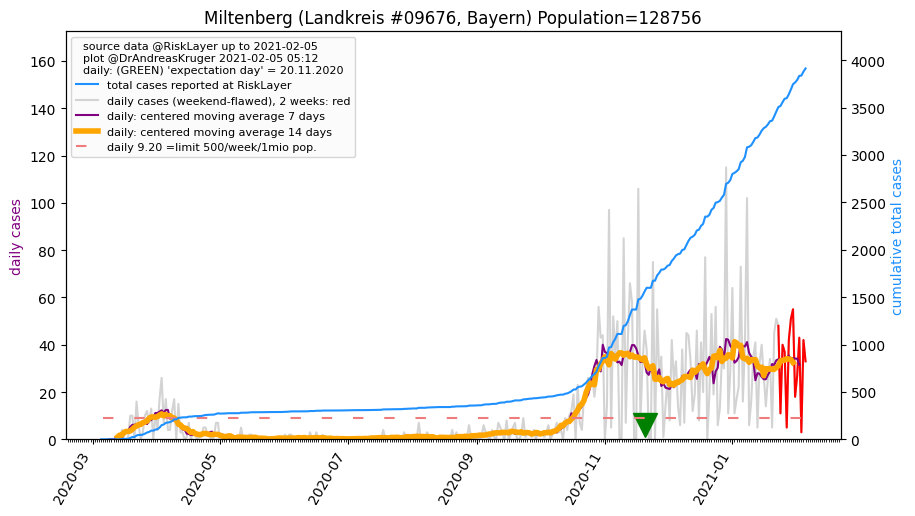 Miltenberg (Landkreis #09676, Bayern) Population=128756
source data @RiskLayer up to 2021-02-05
plot @DrAndreasKruger 2021-02-05 05:12
daily: (GREEN) 'expectation day' = 20.11.2020
total cases reported at RiskLayer
daily cases (weekend-flawed), 2 weeks: red
daily: centered moving average 7 days
daily: centered moving average 14 days
daily 9.20 =limit 500/week/1mio pop.
daily cases
160
140
120
100
80
60
40
20
0
cumulative total cases
4000
3500
3000
2500
2000
1500
1000
500
0
2020-03
2020-05
2020-07
2020-09
2020-11
2021-01